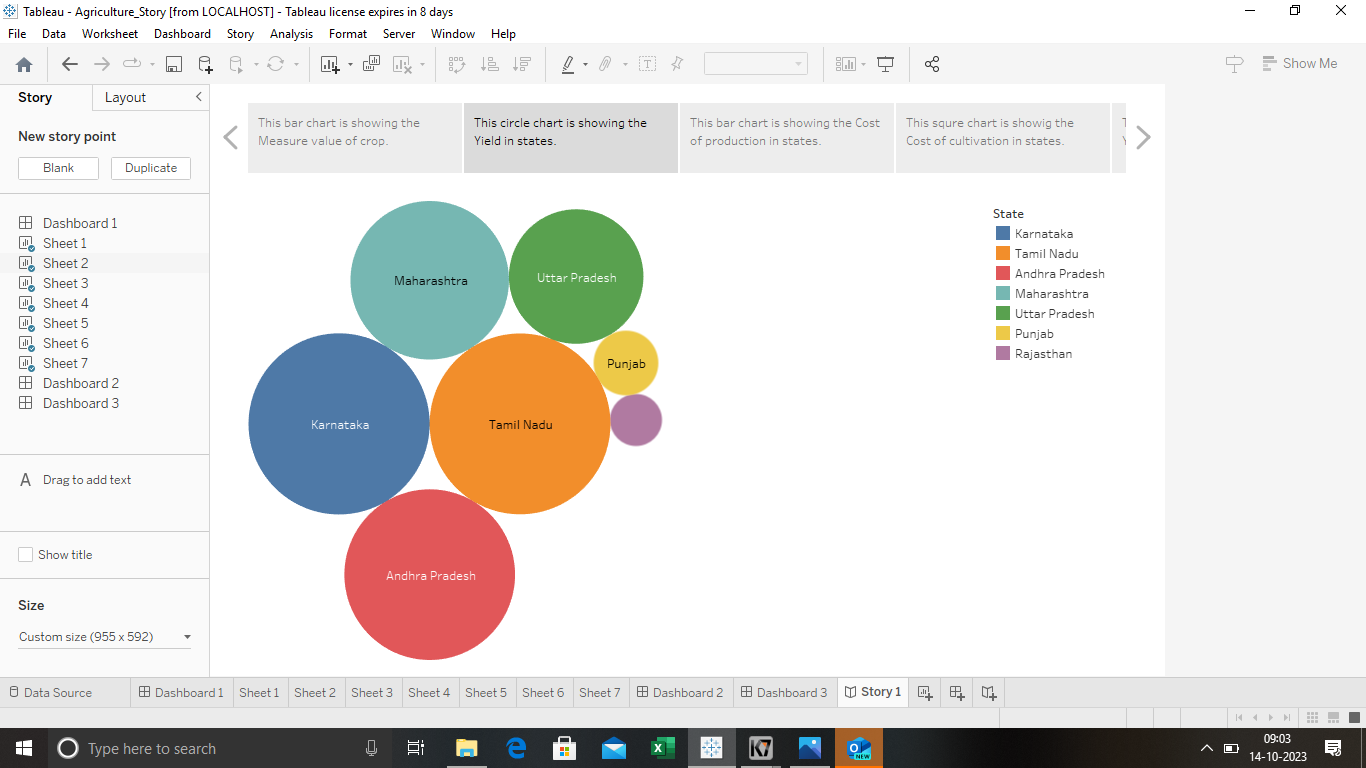 Tableau - Agriculture_Story [from LOCALHOST] - Tableau license expires in 8 days
File Data Worksheet Dashboard Story Analysis Format Server Window Help
Show Me
Story Layout
New story point
Blank Duplicate
Dashboard 1
Sheet 1
Sheet 2
Sheet 3
Sheet 4
Sheet 5
Sheet 6
Sheet 7
Dashboard 2
Dashboard 3
A Drag to add text
Show title
Size
Custom size (955 x 592)
This bar chart is showing the
Measure value of crop.
This circle chart is showing the
Yield in states.
This bar chart is showing the Cost
of production in states.
This squre chart is showig the
Cost of cultivation in states.
Maharashtra
Uttar Pradesh
Punjab
Karnataka
Tamil Nadu
Andhra Pradesh
State
Karnataka
Tamil Nadu
Andhra Pradesh
Maharashtra
Uttar Pradesh
Punjab
Rajasthan
Data Source Dashboard 1 Sheet 1 Sheet 2 Sheet 3 Sheet 4 Sheet 5 Sheet 6 Sheet 7 Dashboard 2 Dashboard 3 Story 1
Type here to search
K7
NEW
09:03
14-10-2023